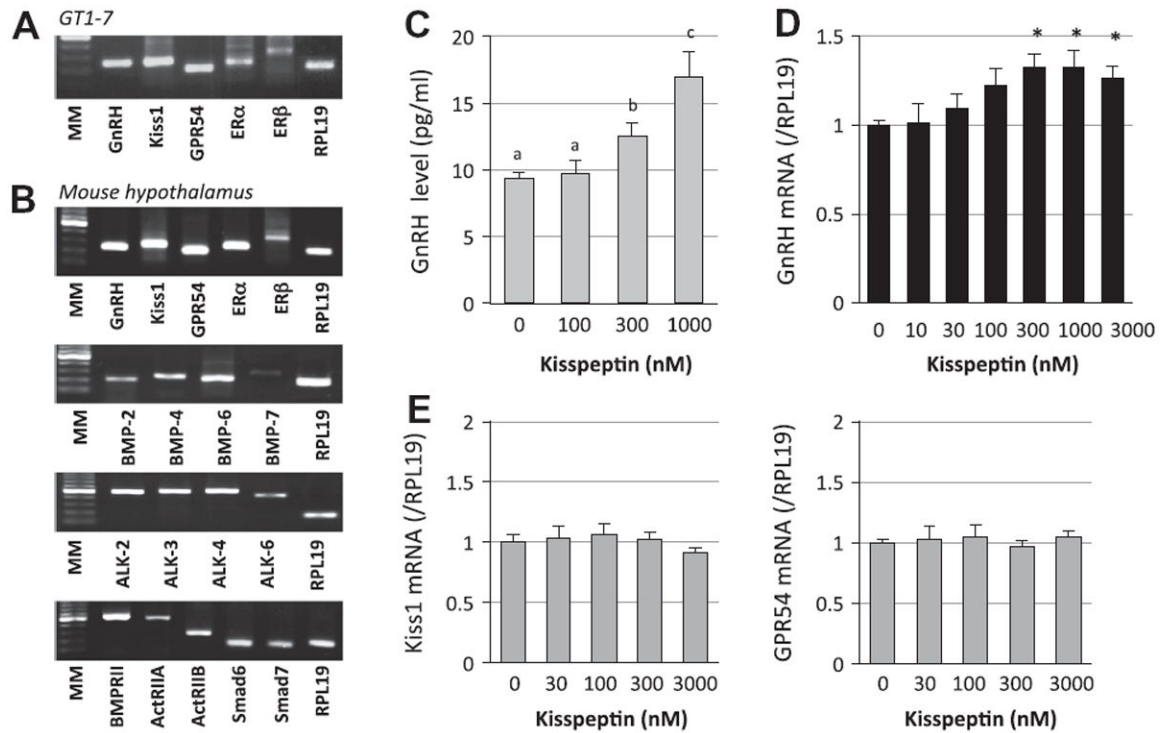 A
GT1-7
MM
GnRH
Kiss1
GPR54
ERα
ERβ
RPL19
B
Mouse hypothalamus
MM
GnRH
Kiss1
GPR54
ERα
ERβ
RPL19
MM
BMP-2
BMP-4
BMP-6
BMP-7
RPL19
MM
ALK-2
ALK-3
ALK-4
ALK-6
RPL19
MM
BMPRII
ActRIIA
ActRIIB
Smad6
Smad7
RPL19
C
GnRH level (pg/ml)
20
15
10
5
0
a
a
b
c
0 100 300 1000
Kisspeptin (nM)
D
GnRH mRNA (/RPL19)
1.5
1
0.5
0
* * *
0 10 30 100 300 1000 3000
Kisspeptin (nM)
E
Kiss1 mRNA (/RPL19)
2
1.5
1
0.5
0
0 30 100 300 3000
Kisspeptin (nM)
GPR54 mRNA (/RPL19)
2
1.5
1
0.5
0
0 30 100 300 3000
Kisspeptin (nM)